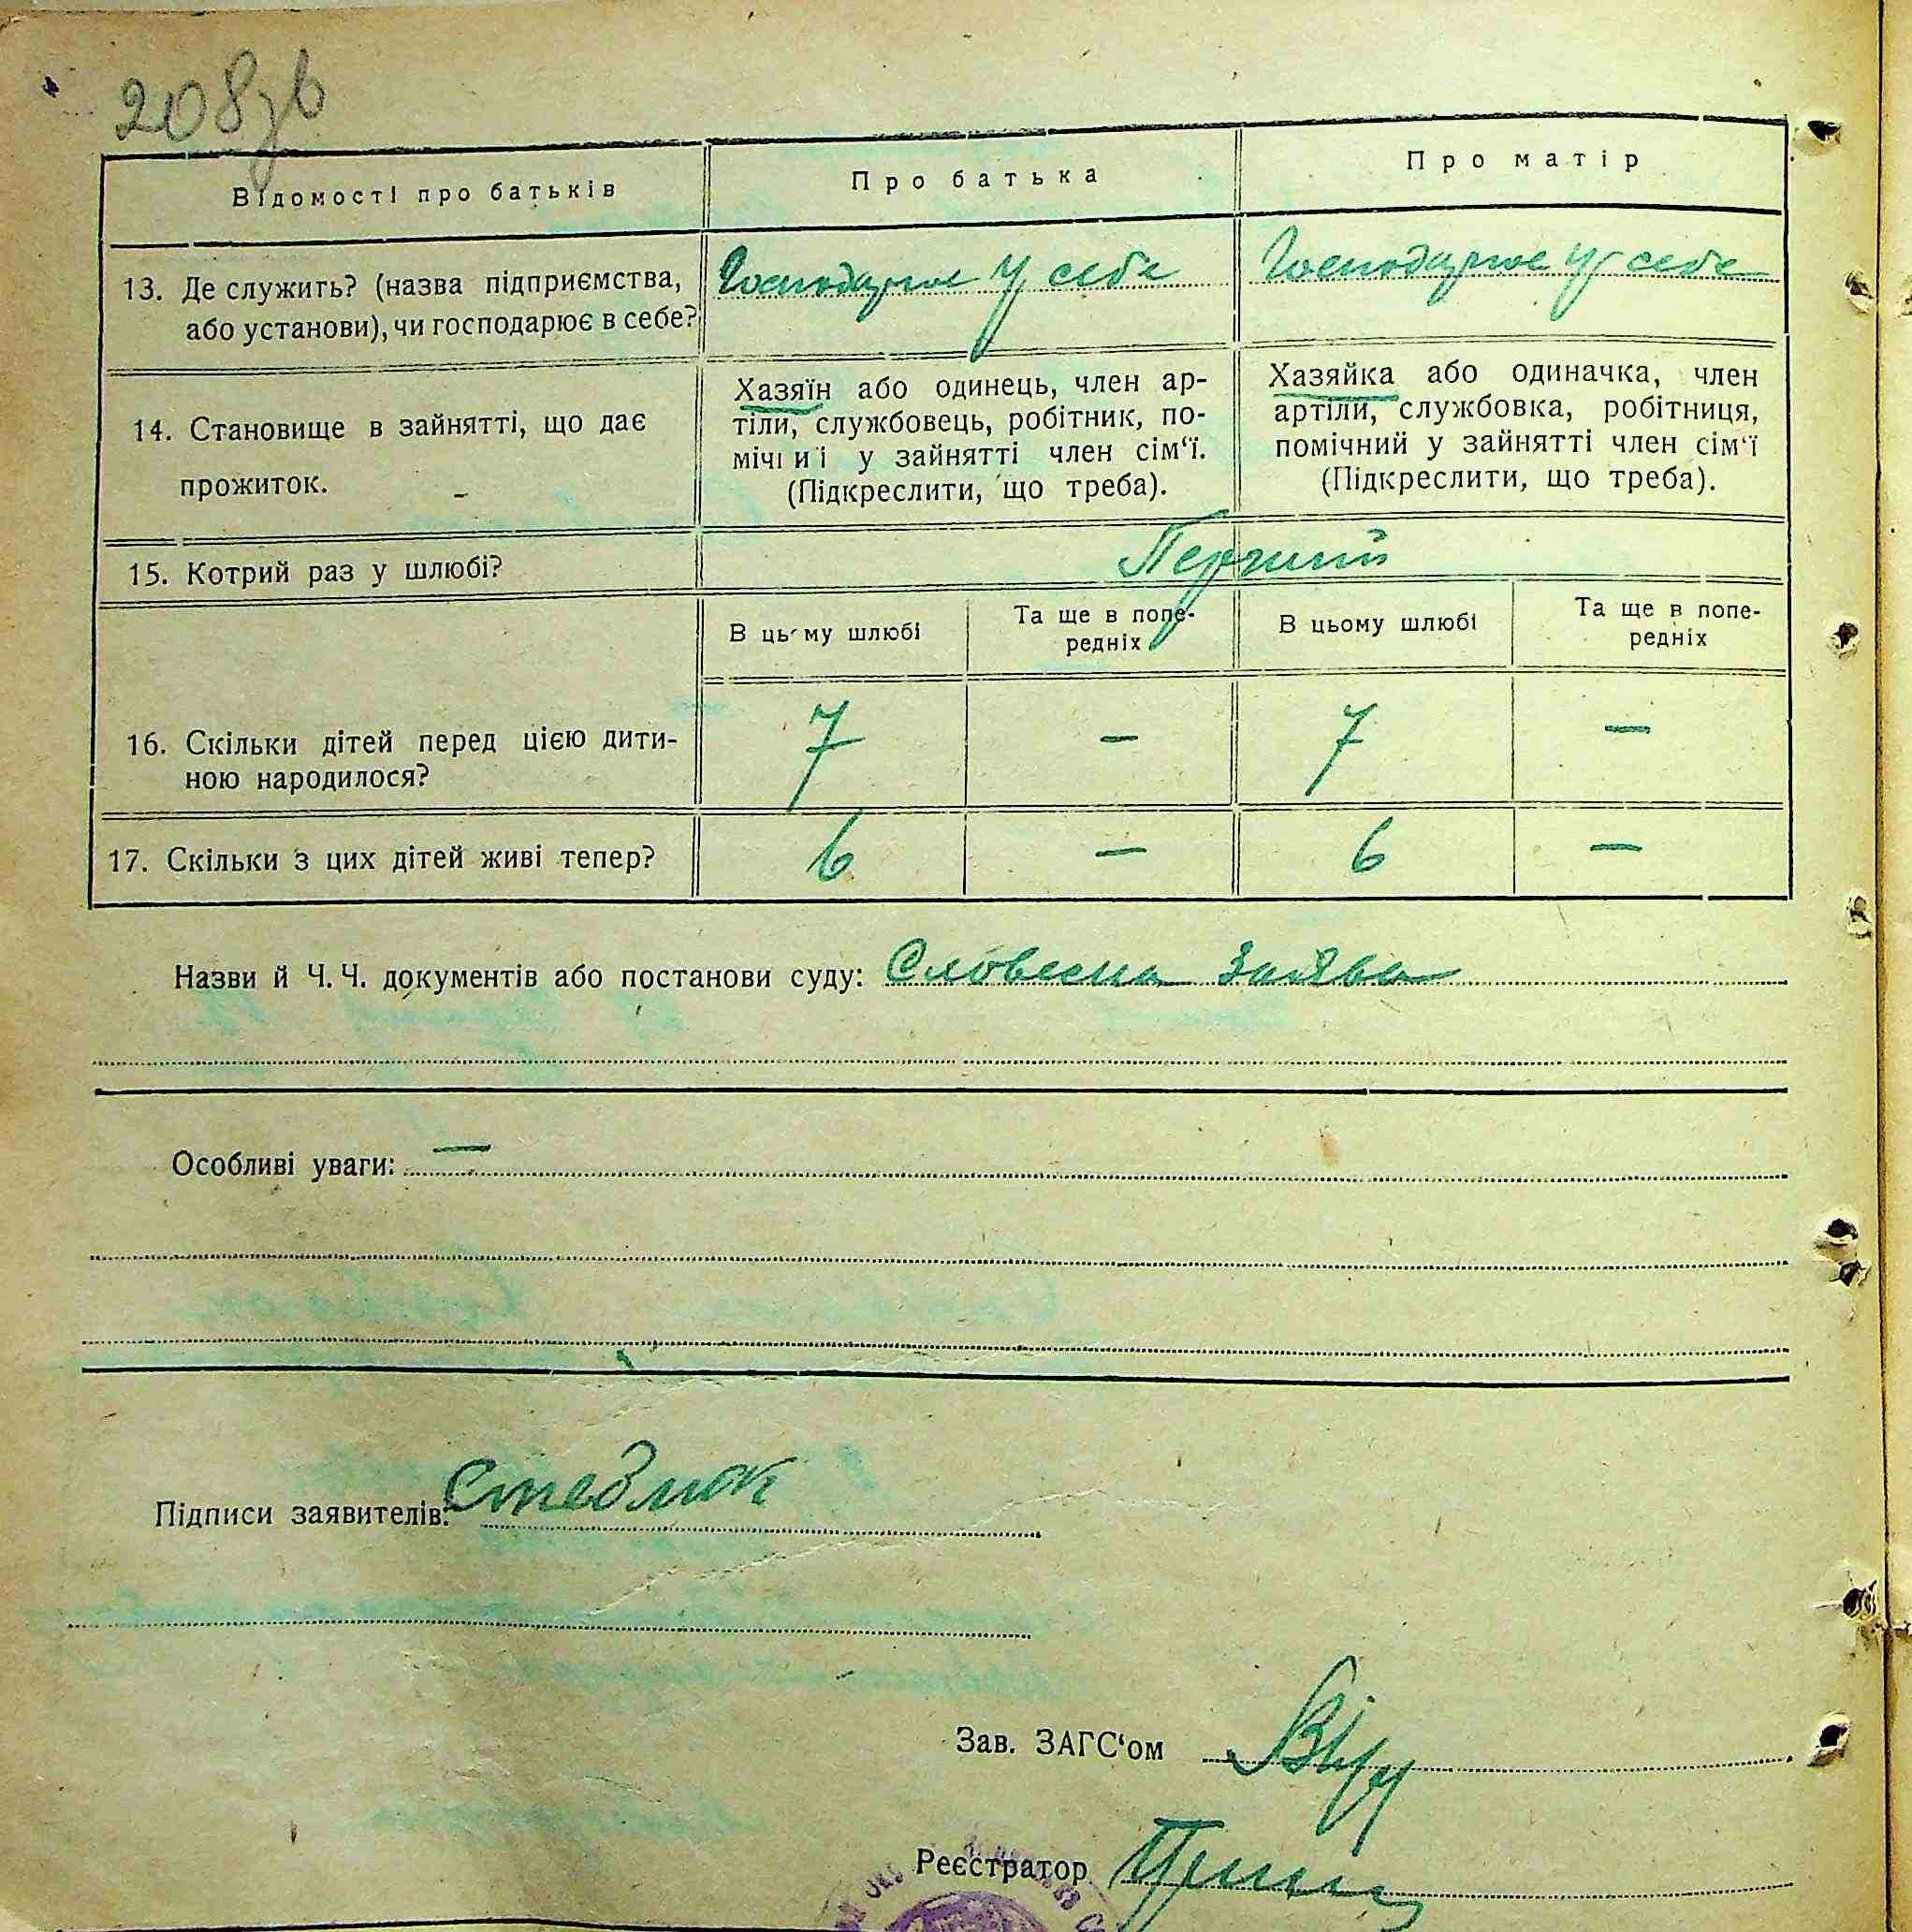 208зв
Відомості про батьків
Про батька
Про матір
13. Де служить? (назва підприємства,
або установи), чи господарює в себе?
Господарює у себе
Господарює у себе
14. Становище в зайнятті, що дає
прожиток.
Хазяїн або одинець, член ар-
тіли, службовець, робітник, по-
мічниї у зайнятті член сім‘ї.
(Підкреслити, що треба).
Хазяйка або одиначка, член
артіли, службовка, робітниця,
помічний у зайнятті член сім‘ї
(Підкреслити, що треба).
15. Котрий раз у шлюбі?
Перший
В цьому шлюбі
Та ще в попе-
редніх
В цьому шлюбі
Та ще в попе-
редніх
16. Скільки дітей перед цією дити-
ною народилося?
7 — 7 —
17. Скільки з цих дітей живі тепер?
6 — 6 —
Назви й Ч. Ч. документів або постанови суду: Словесна заява
Особливі уваги: —
Підписи заявителів: Стеблюк
Зав. ЗАГС‘ом
Реєстратор